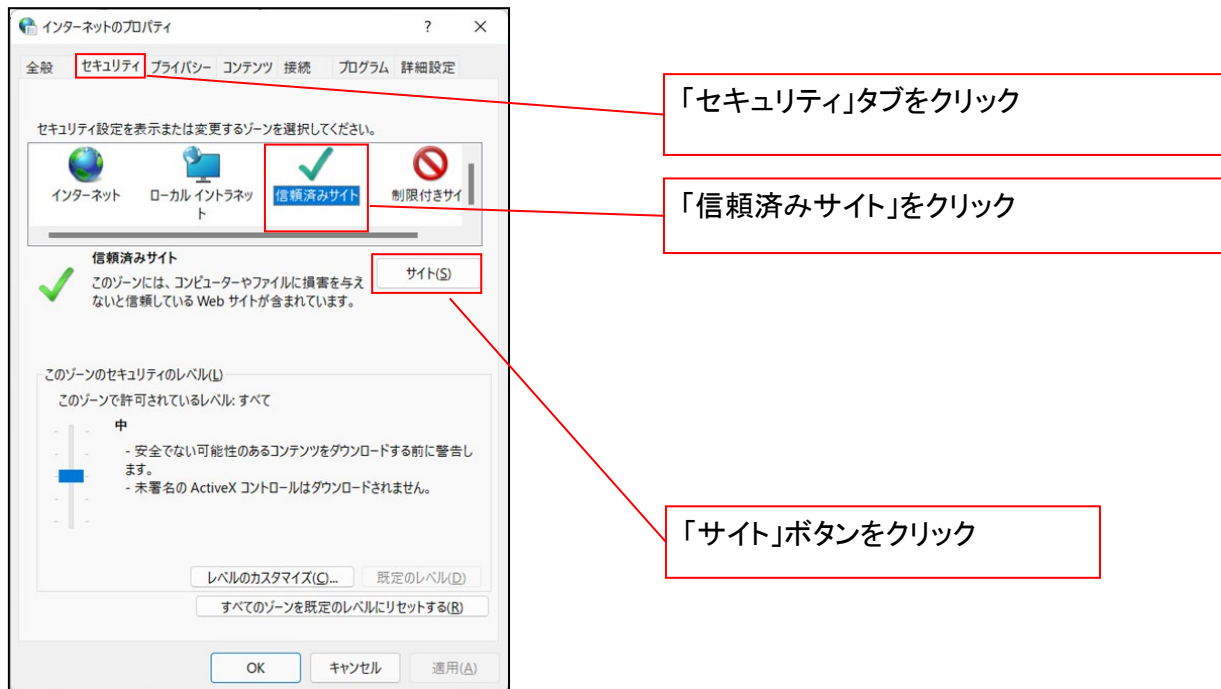 インターネットのプロパティ
? ×
全般 セキュリティ プライバシー コンテンツ 接続 プログラム 詳細設定
「セキュリティ」タブをクリック
セキュリティ設定を表示または変更するゾーンを選択してください。
インターネット
ローカル イントラネッ
ト
信頼済みサイト
制限付きサイ
「信頼済みサイト」をクリック
信頼済みサイト
このゾーンには、コンピューターやファイルに損害を与え
ないと信頼している Web サイトが含まれています。
サイト(S)
このゾーンのセキュリティのレベル(L)
このゾーンで許可されているレベル: すべて
中
- 安全でない可能性のあるコンテンツをダウンロードする前に警告し
ます。
- 未署名の ActiveX コントロールはダウンロードされません。
「サイト」ボタンをクリック
レベルのカスタマイズ(C)... 既定のレベル(D)
すべてのゾーンを既定のレベルにリセットする(R)
OK キャンセル 適用(A)